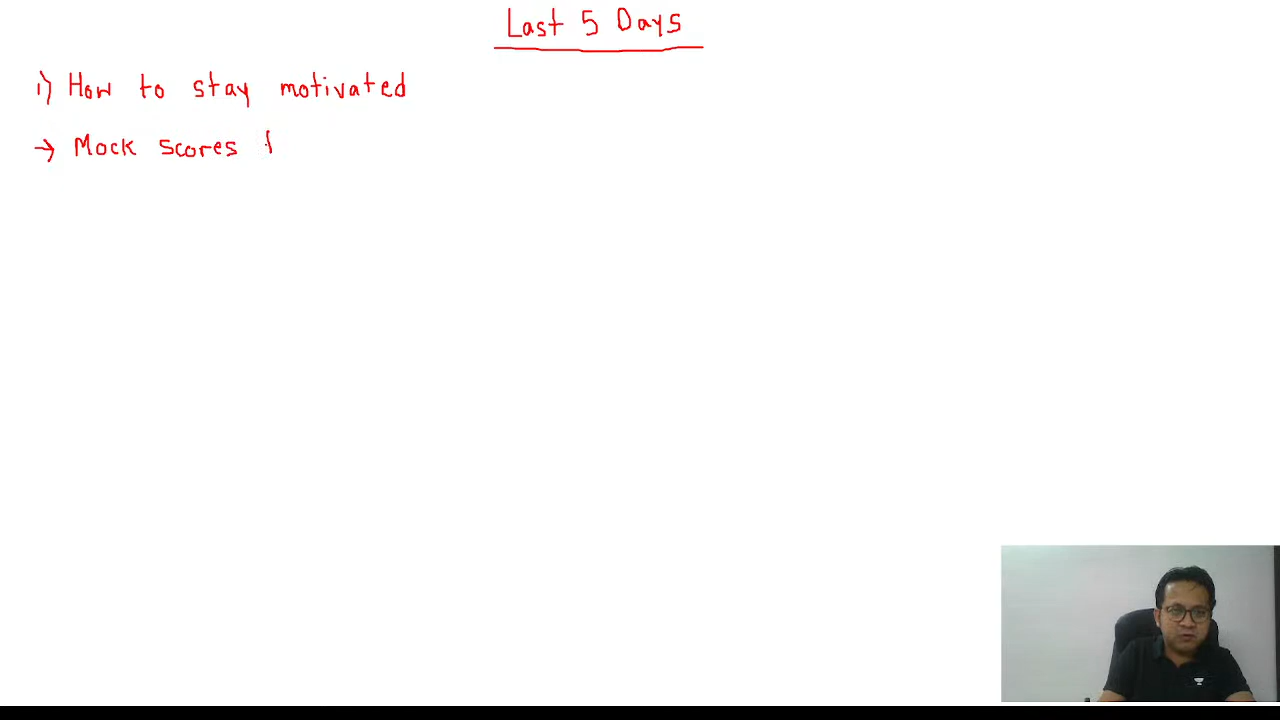 Last 5 Days
1) How to stay motivated
→ Mock scores